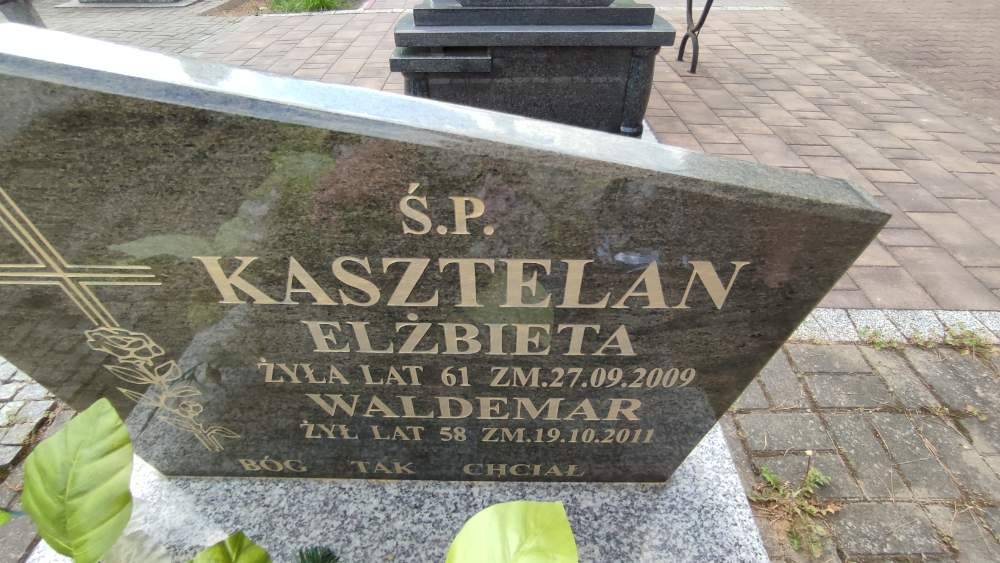 Ś.P.
KASZTELAN
ELŻBIETA
ŻYŁA LAT 61 ZM.27.09.2009
WALDEMAR
ŻYŁ LAT 58 ZM.19.10.2011
BÓG TAK CHCIAŁ